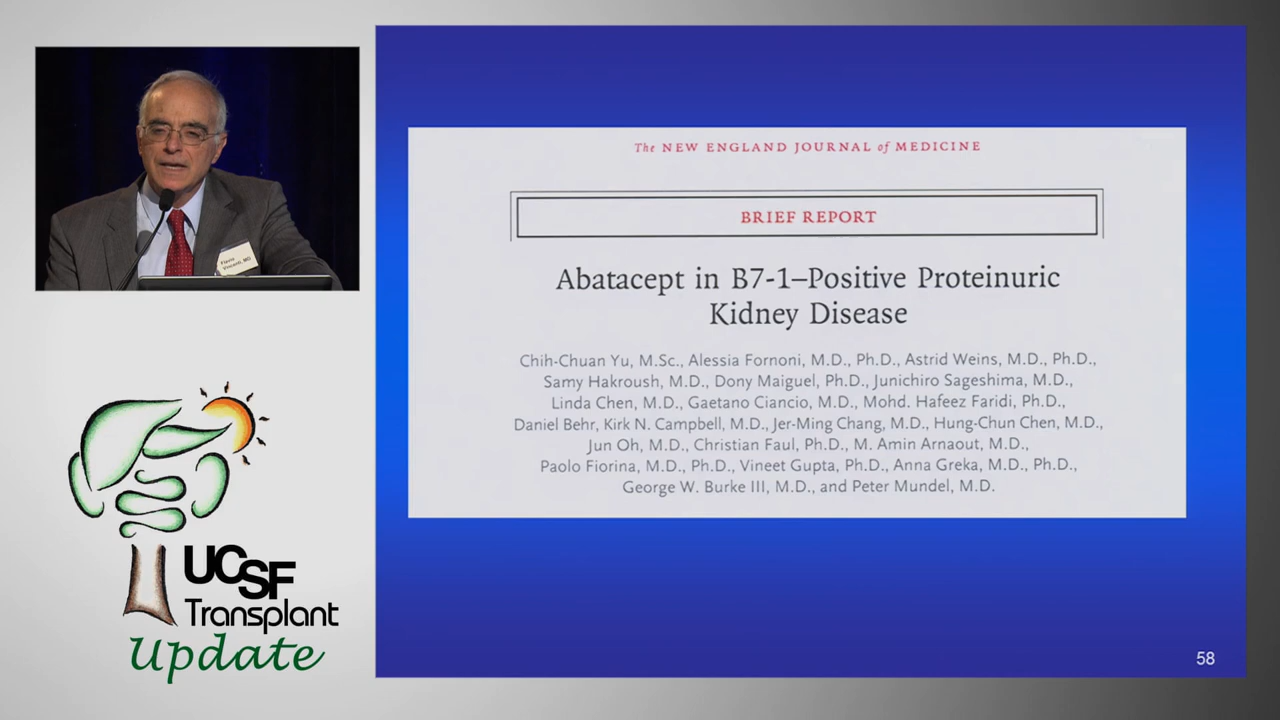 Flavio
Vincenti, MD
UCSF
Transplant
Update
The NEW ENGLAND JOURNAL of MEDICINE
BRIEF REPORT
Abatacept in B7-1–Positive Proteinuric
Kidney Disease
Chih-Chuan Yu, M.Sc., Alessia Fornoni, M.D., Ph.D., Astrid Weins, M.D., Ph.D.,
Samy Hakroush, M.D., Dony Maiguel, Ph.D., Junichiro Sageshima, M.D.,
Linda Chen, M.D., Gaetano Ciancio, M.D., Mohd. Hafeez Faridi, Ph.D.,
Daniel Behr, Kirk N. Campbell, M.D., Jer-Ming Chang, M.D., Hung-Chun Chen, M.D.,
Jun Oh, M.D., Christian Faul, Ph.D., M. Amin Arnaout, M.D.,
Paolo Fiorina, M.D., Ph.D., Vineet Gupta, Ph.D., Anna Greka, M.D., Ph.D.,
George W. Burke III, M.D., and Peter Mundel, M.D.
58